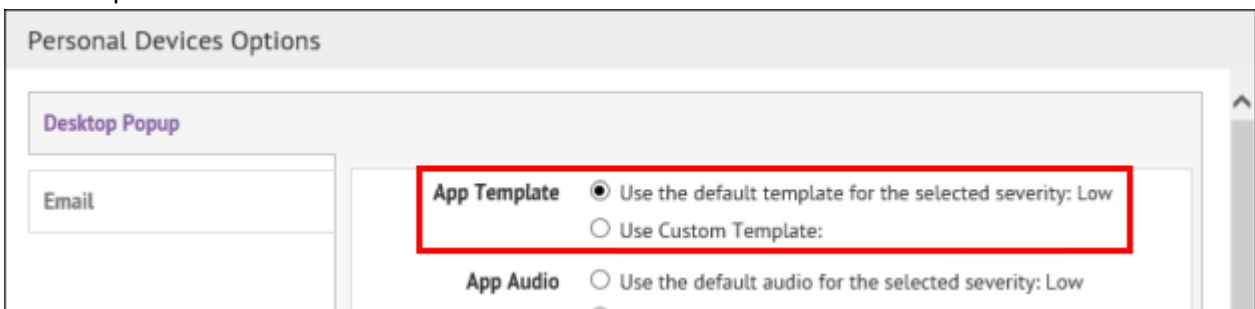 Personal Devices Options
Desktop Popup
Email
App Template
Use the default template for the selected severity: Low
Use Custom Template:
App Audio
Use the default audio for the selected severity: Low